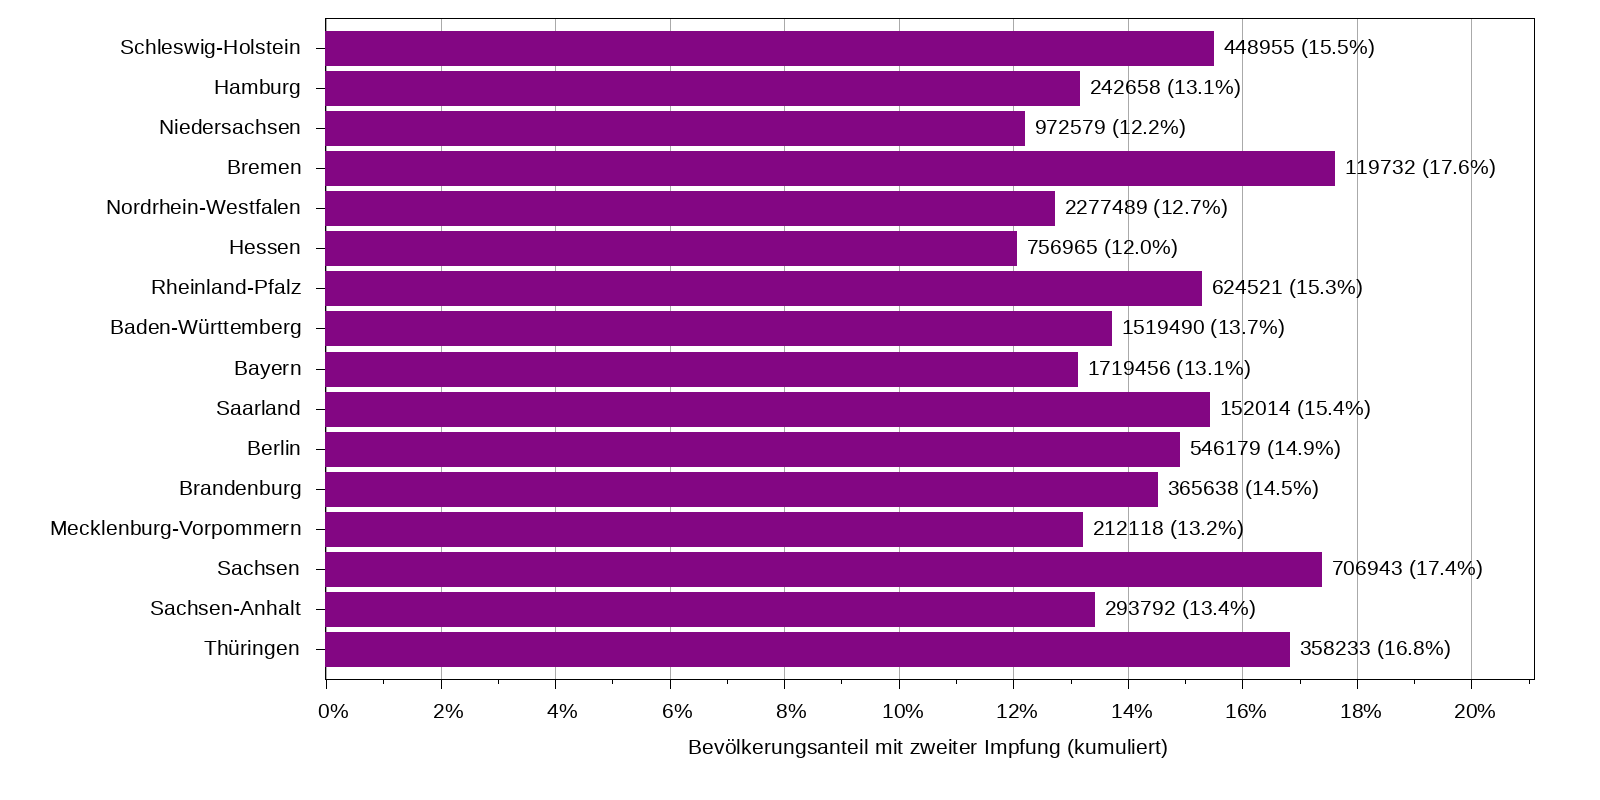 Schleswig-Holstein 448955 (15.5%)
Hamburg 242658 (13.1%)
Niedersachsen 972579 (12.2%)
Bremen 119732 (17.6%)
Nordrhein-Westfalen 2277489 (12.7%)
Hessen 756965 (12.0%)
Rheinland-Pfalz 624521 (15.3%)
Baden-Württemberg 1519490 (13.7%)
Bayern 1719456 (13.1%)
Saarland 152014 (15.4%)
Berlin 546179 (14.9%)
Brandenburg 365638 (14.5%)
Mecklenburg-Vorpommern 212118 (13.2%)
Sachsen 706943 (17.4%)
Sachsen-Anhalt 293792 (13.4%)
Thüringen 358233 (16.8%)
0% 2% 4% 6% 8% 10% 12% 14% 16% 18% 20%
Bevölkerungsanteil mit zweiter Impfung (kumuliert)